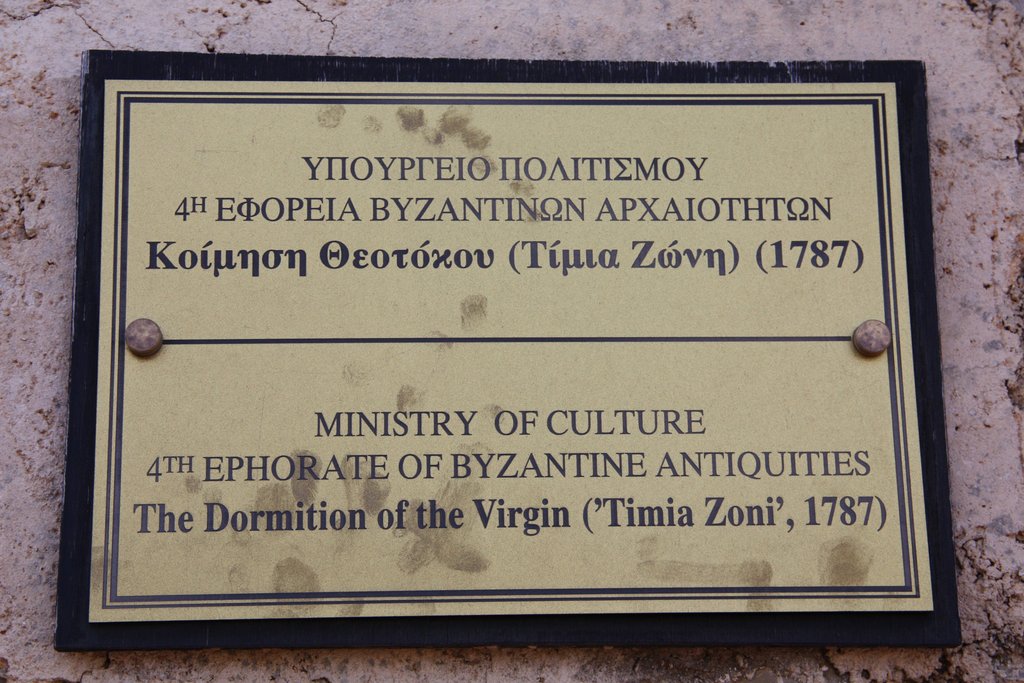 ΥΠΟΥΡΓΕΙΟ ΠΟΛΙΤΙΣΜΟΥ
4Η ΕΦΟΡΕΙΑ ΒΥΖΑΝΤΙΝΩΝ ΑΡΧΑΙΟΤΗΤΩΝ
Κοίμηση Θεοτόκου (Τίμια Ζώνη) (1787)
MINISTRY OF CULTURE
4TH EPHORATE OF BYZANTINE ANTIQUITIES
The Dormition of the Virgin (’Timia Zoni’, 1787)